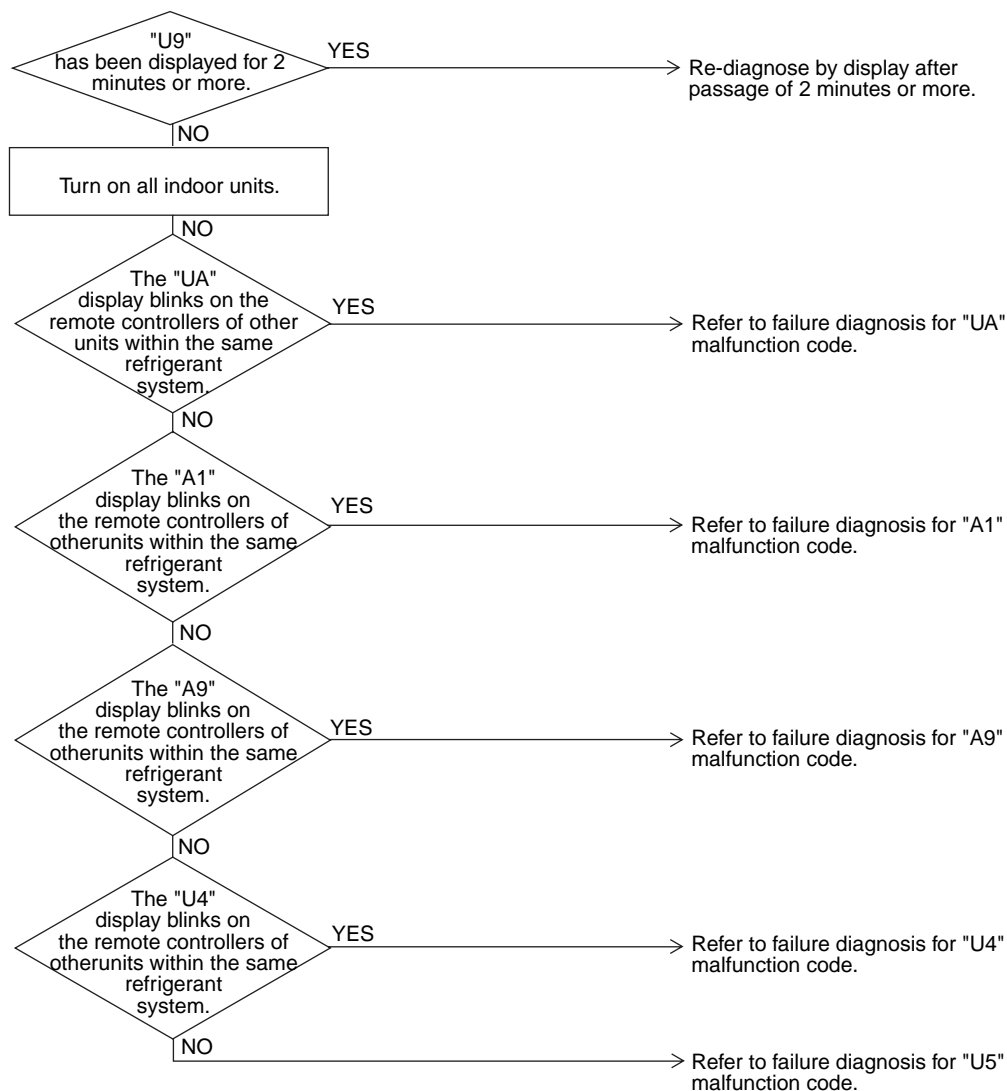 "U9"
has been displayed for 2
minutes or more.
YES
Re-diagnose by display after
passage of 2 minutes or more.
NO
Turn on all indoor units.
NO
The "UA"
display blinks on the
remote controllers of other
units within the same
refrigerant
system.
YES
Refer to failure diagnosis for "UA"
malfunction code.
NO
The "A1"
display blinks on
the remote controllers of
otherunits within the same
refrigerant
system.
YES
Refer to failure diagnosis for "A1"
malfunction code.
NO
The "A9"
display blinks on
the remote controllers of
otherunits within the same
refrigerant
system.
YES
Refer to failure diagnosis for "A9"
malfunction code.
NO
The "U4"
display blinks on
the remote controllers of
otherunits within the same
refrigerant
system.
YES
Refer to failure diagnosis for "U4"
malfunction code.
NO
Refer to failure diagnosis for "U5"
malfunction code.